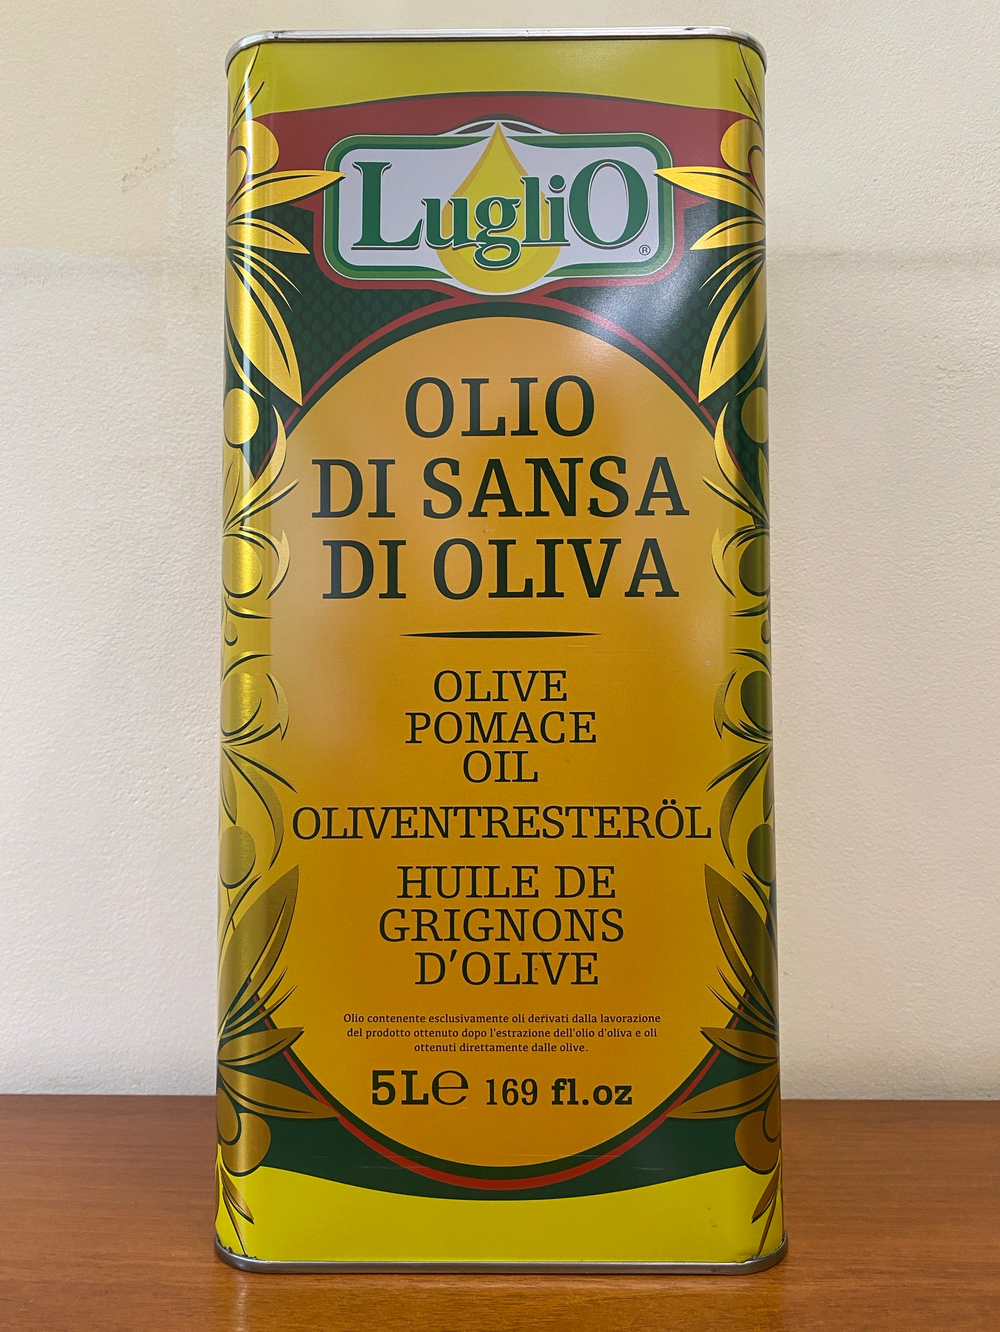 LugliO®
OLIO
DI SANSA
DI OLIVA
OLIVE
POMACE
OIL
OLIVENTRESTERÖL
HUILE DE
GRIGNONS
D'OLIVE
Olio contenente esclusivamente oli derivati dalla lavorazione
del prodotto ottenuto dopo l'estrazione dell'olio d'oliva e oli
ottenuti direttamente dalle olive.
5L℮ 169 fl.oz